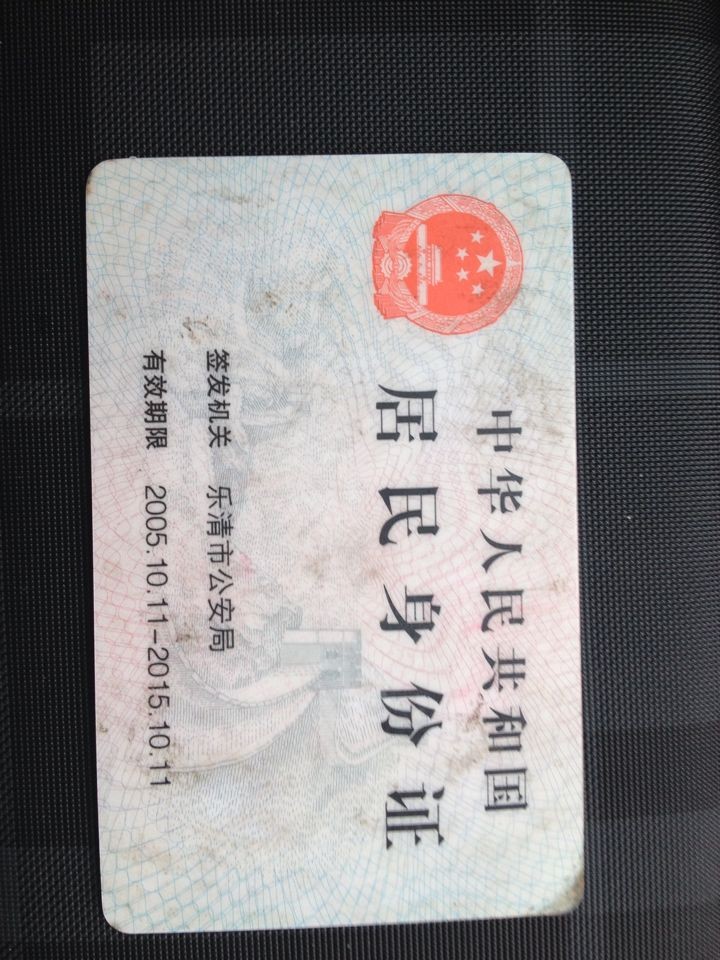 中华人民共和国
居民身份证
签发机关 乐清市公安局
有效期限 2005.10.11-2015.10.11